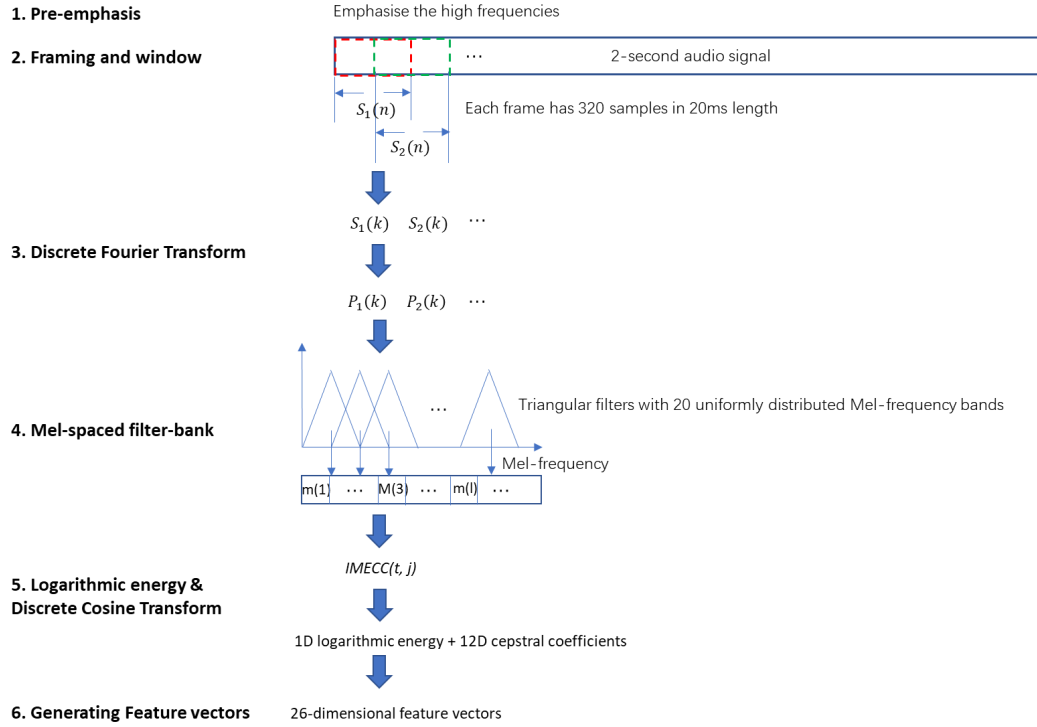 1. Pre-emphasis
Emphasise the high frequencies
2. Framing and window
⋯
2-second audio signal
S₁(n)
Each frame has 320 samples in 20ms length
S₂(n)
S₁(k) S₂(k) ⋯
3. Discrete Fourier Transform
P₁(k) P₂(k) ⋯
⋯
Triangular filters with 20 uniformly distributed Mel-frequency bands
4. Mel-spaced filter-bank
Mel-frequency
m(1) ⋯ M(3) ⋯ m(l) ⋯
IMECC(t, j)
5. Logarithmic energy &
Discrete Cosine Transform
1D logarithmic energy + 12D cepstral coefficients
6. Generating Feature vectors
26-dimensional feature vectors